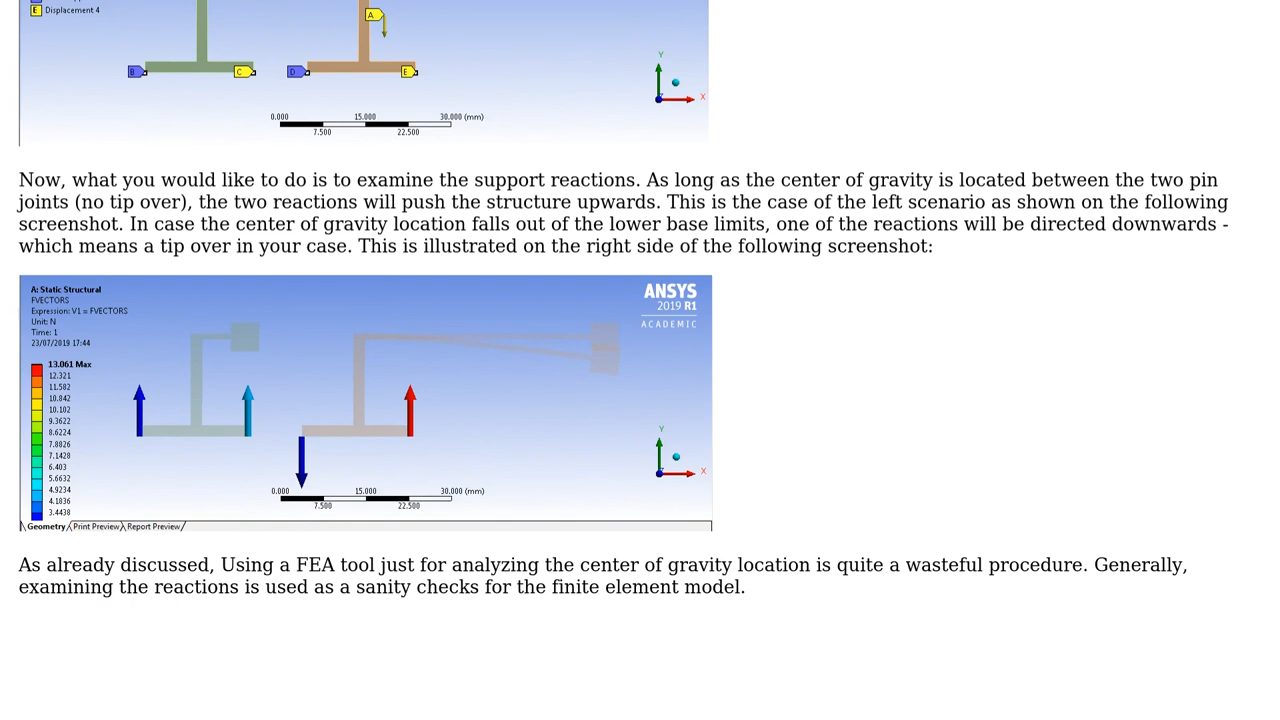 E Displacement 4
A
B C D E
Y
X
0.000 15.000 30.000 (mm)
7.500 22.500
Now, what you would like to do is to examine the support reactions. As long as the center of gravity is located between the two pin
joints (no tip over), the two reactions will push the structure upwards. This is the case of the left scenario as shown on the following
screenshot. In case the center of gravity location falls out of the lower base limits, one of the reactions will be directed downwards -
which means a tip over in your case. This is illustrated on the right side of the following screenshot:
A: Static Structural
FVECTORS
Expression: V1 = FVECTORS
Unit: N
Time: 1
23/07/2019 17:44
ANSYS
2019 R1
ACADEMIC
13.061 Max
12.321
11.582
10.842
10.102
9.3622
8.6224
7.8826
7.1428
6.403
5.6632
4.9234
4.1836
3.4438
Y
X
0.000 15.000 30.000 (mm)
7.500 22.500
Geometry Print Preview Report Preview
As already discussed, Using a FEA tool just for analyzing the center of gravity location is quite a wasteful procedure. Generally,
examining the reactions is used as a sanity checks for the finite element model.